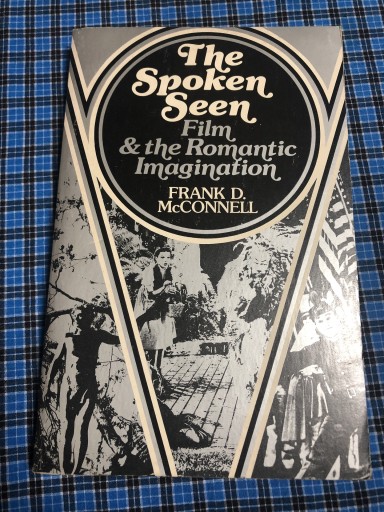 The
Spoken
Seen
Film
& the Romantic
Imagination
FRANK D.
McCONNELL